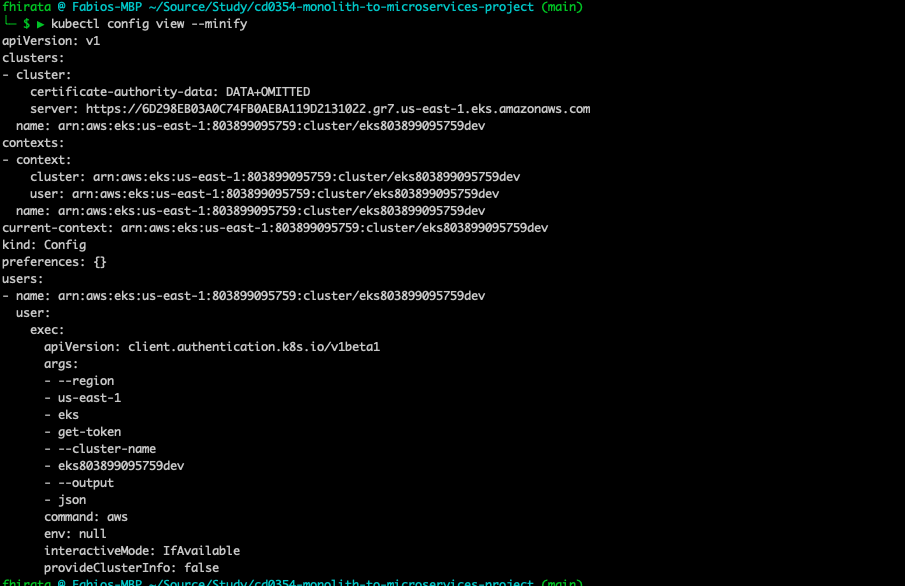 fhirata @ Fabios-MBP ~/Source/Study/cd0354-monolith-to-microservices-project (main)
└─ $ ▶ kubectl config view --minify
apiVersion: v1
clusters:
- cluster:
    certificate-authority-data: DATA+OMITTED
    server: https://6D298EB03A0C74FB0AEBA119D2131022.gr7.us-east-1.eks.amazonaws.com
  name: arn:aws:eks:us-east-1:803899095759:cluster/eks803899095759dev
contexts:
- context:
    cluster: arn:aws:eks:us-east-1:803899095759:cluster/eks803899095759dev
    user: arn:aws:eks:us-east-1:803899095759:cluster/eks803899095759dev
  name: arn:aws:eks:us-east-1:803899095759:cluster/eks803899095759dev
current-context: arn:aws:eks:us-east-1:803899095759:cluster/eks803899095759dev
kind: Config
preferences: {}
users:
- name: arn:aws:eks:us-east-1:803899095759:cluster/eks803899095759dev
  user:
    exec:
      apiVersion: client.authentication.k8s.io/v1beta1
      args:
      - --region
      - us-east-1
      - eks
      - get-token
      - --cluster-name
      - eks803899095759dev
      - --output
      - json
      command: aws
      env: null
      interactiveMode: IfAvailable
      provideClusterInfo: false
fhirata @ Fabios-MBP ~/Source/Study/cd0354-monolith-to-microservices-project (main)